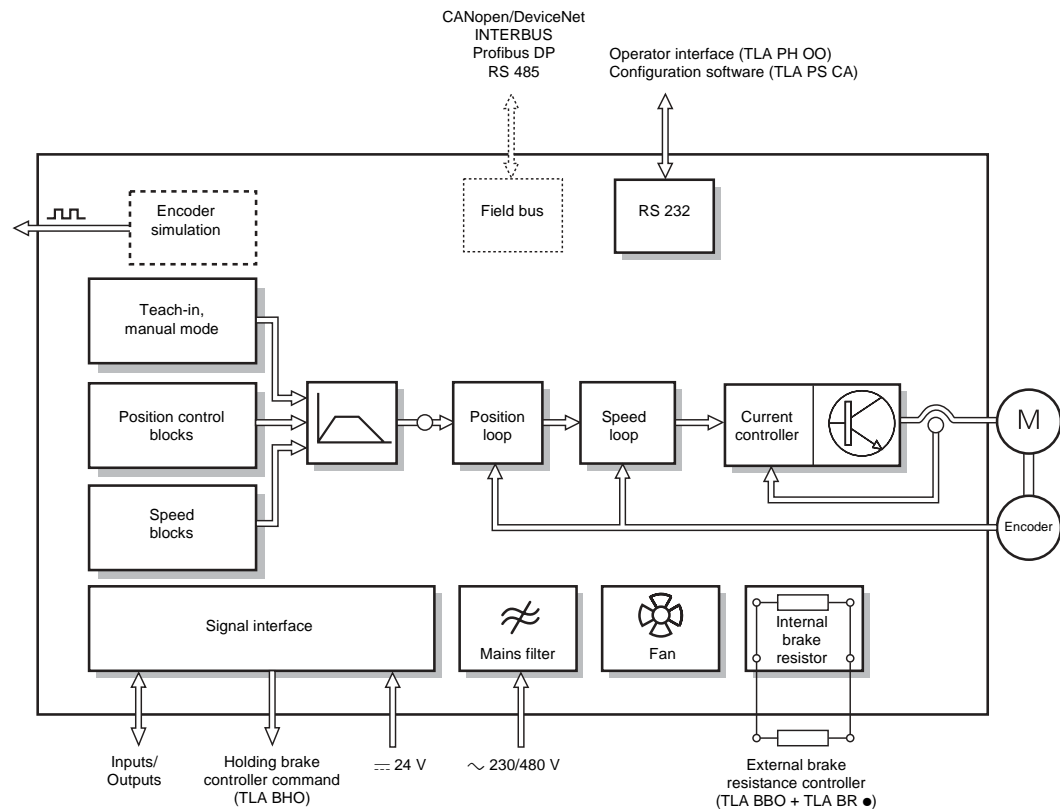 CANopen/DeviceNet
INTERBUS
Profibus DP
RS 485
Operator interface (TLA PH OO)
Configuration software (TLA PS CA)
Encoder
simulation
Field bus
RS 232
Teach-in,
manual mode
Position control
blocks
Position
loop
Speed
loop
Current
controller
M
Speed
blocks
Encoder
Signal interface
Mains filter
Fan
Internal
brake
resistor
Inputs/
Outputs
Holding brake
controller command
(TLA BHO)
⎓ 24 V
∼ 230/480 V
External brake
resistance controller
(TLA BBO + TLA BR ●)